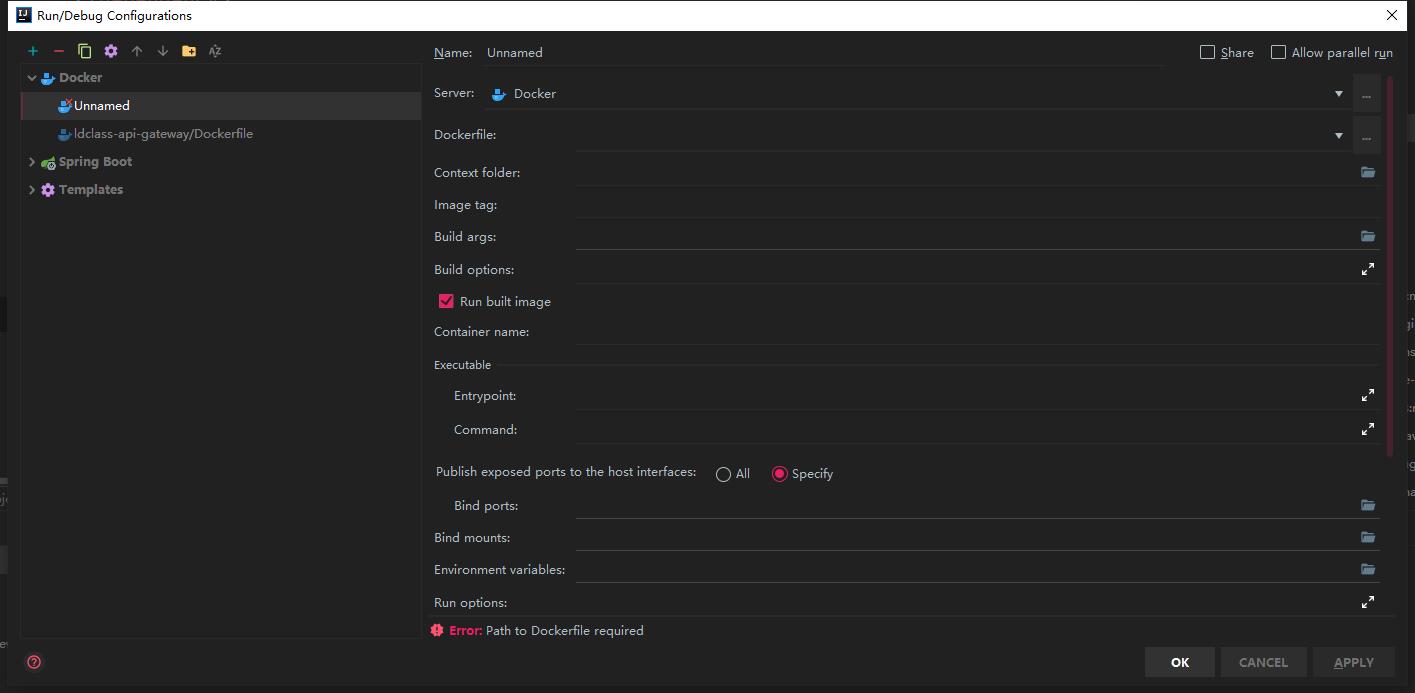 Run/Debug Configurations
Name: Unnamed
Share
Allow parallel run
Docker
Unnamed
ldclass-api-gateway/Dockerfile
Spring Boot
Templates
Server: Docker
...
Dockerfile:
...
Context folder:
Image tag:
Build args:
Build options:
Run built image
Container name:
Executable
Entrypoint:
Command:
Publish exposed ports to the host interfaces: All Specify
Bind ports:
Bind mounts:
Environment variables:
Run options:
Error: Path to Dockerfile required
OK
CANCEL
APPLY